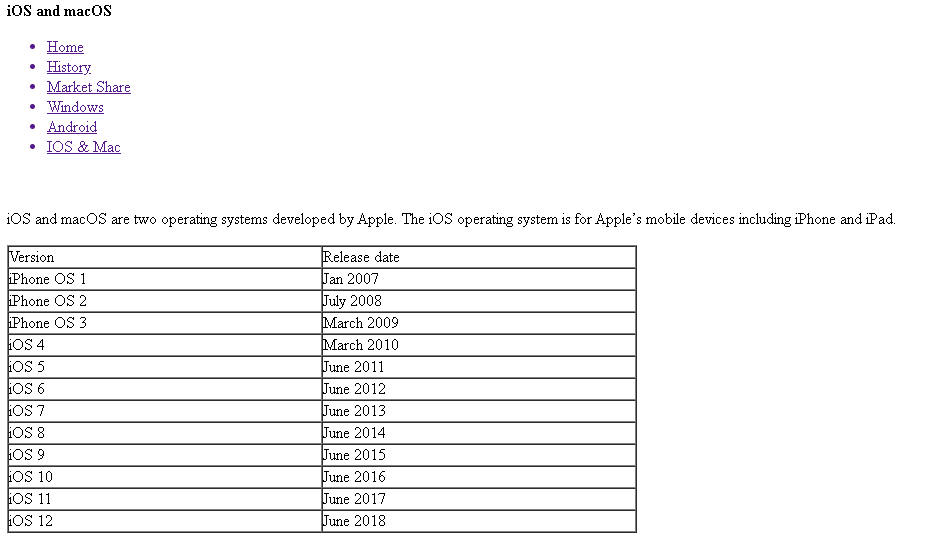 iOS and macOS
Home
History
Market Share
Windows
Android
IOS & Mac
iOS and macOS are two operating systems developed by Apple. The iOS operating system is for Apple’s mobile devices including iPhone and iPad.
Version Release date
iPhone OS 1 Jan 2007
iPhone OS 2 July 2008
iPhone OS 3 March 2009
iOS 4 March 2010
iOS 5 June 2011
iOS 6 June 2012
iOS 7 June 2013
iOS 8 June 2014
iOS 9 June 2015
iOS 10 June 2016
iOS 11 June 2017
iOS 12 June 2018